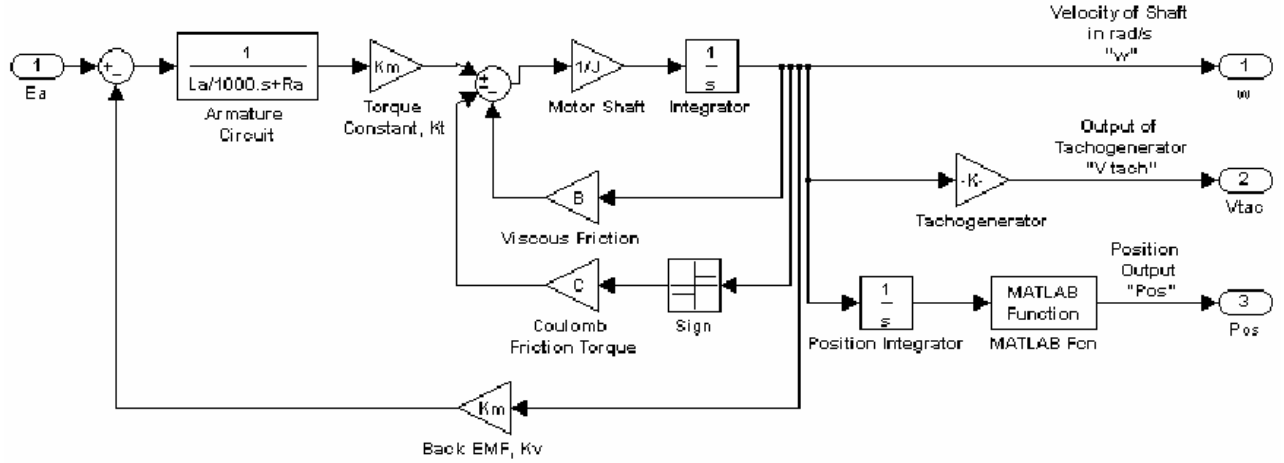 1
Ea
+
-
1
La/1000.s+Ra
Armature
Circuit
Km
Torque
Constant, Kt
±
-
-
1/J
Motor Shaft
1
s
Integrator
Velocity of Shaft
in rad/s
"w"
1
w
B
Viscous Friction
C
Coulomb
Friction Torque
Sign
Km
Back EMF, Kv
-K-
Tachogenerator
Output of
Tachogenerator
"Vtach"
2
Vtac
1
s
Position Integrator
MATLAB
Function
MATLAB Fcn
Position
Output
"Pos"
3
Pos